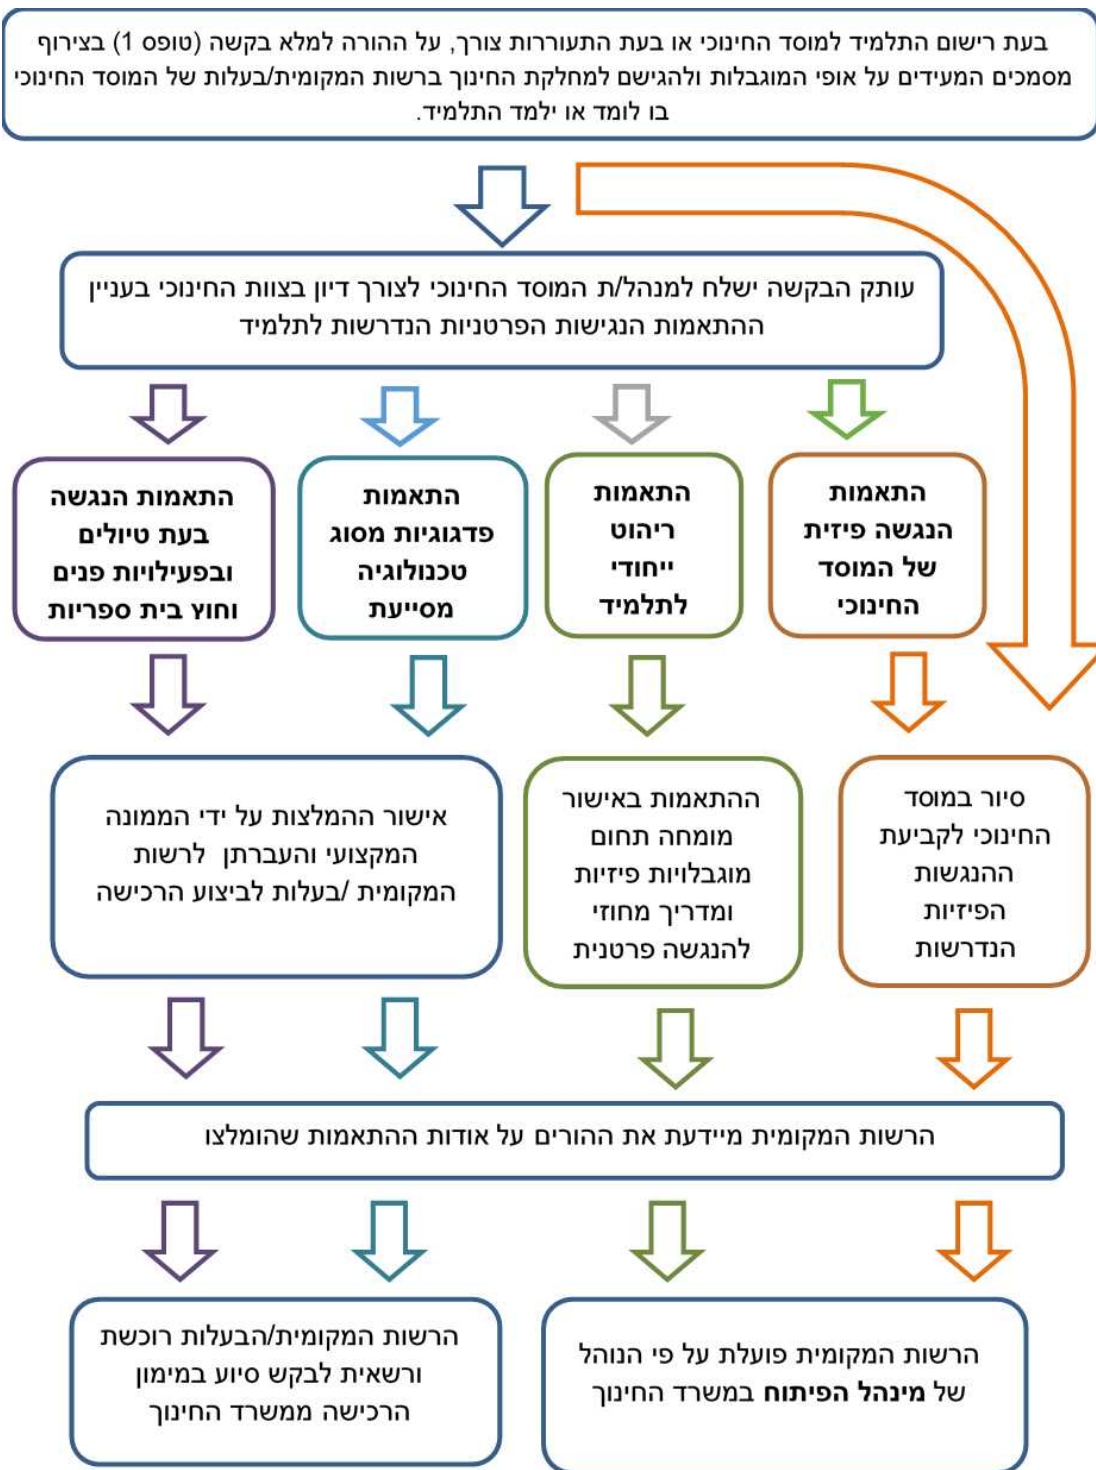 בעת רישום התלמיד למוסד החינוכי או בעת התעוררות צורך, על ההורה למלא בקשה (טופס 1) בצירוף
מסמכים המעידים על אופי המוגבלות ולהגישם למחלקת החינוך ברשות המקומית/בעלות של המוסד החינוכי
בו לומד או ילמד התלמיד.
עותק הבקשה ישלח למנהל/ת המוסד החינוכי לצורך דיון בצוות החינוכי בעניין
ההתאמות הנגישות הפרטניות הנדרשות לתלמיד
התאמות
הנגשה פיזית
של המוסד
החינוכי
התאמות
ריהוט
ייחודי
לתלמיד
התאמות
פדגוגיות מסוג
טכנולוגיה
מסייעת
התאמות הנגשה
בעת טיולים
ובפעילויות פנים
וחוץ בית ספריות
סיור במוסד
החינוכי לקביעת
ההנגשות
הפיזיות
הנדרשות
ההתאמות באישור
מומחה תחום
מוגבלויות פיזיות
ומדריך מחוזי
להנגשה פרטנית
אישור ההמלצות על ידי הממונה
המקצועי והעברתן לרשות
המקומית /בעלות לביצוע הרכישה
הרשות המקומית מיידעת את ההורים על אודות ההתאמות שהומלצו
הרשות המקומית פועלת על פי הנוהל
של מינהל הפיתוח במשרד החינוך
הרשות המקומית/הבעלות רוכשת
ורשאית לבקש סיוע במימון
הרכישה ממשרד החינוך